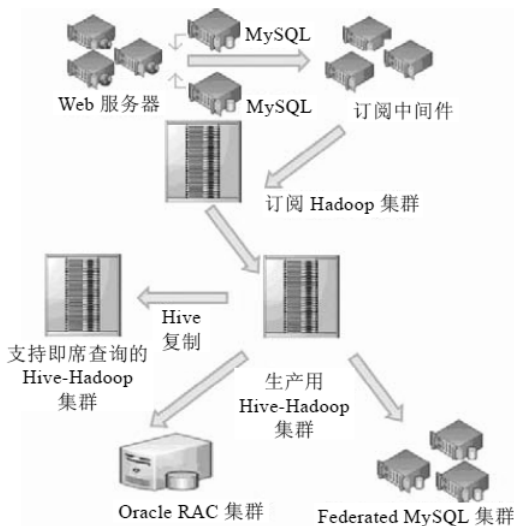 MySQL
Web 服务器
MySQL
订阅中间件
订阅 Hadoop 集群
Hive
复制
支持即席查询的
Hive-Hadoop
集群
生产用
Hive-Hadoop
集群
Oracle RAC 集群
Federated MySQL 集群